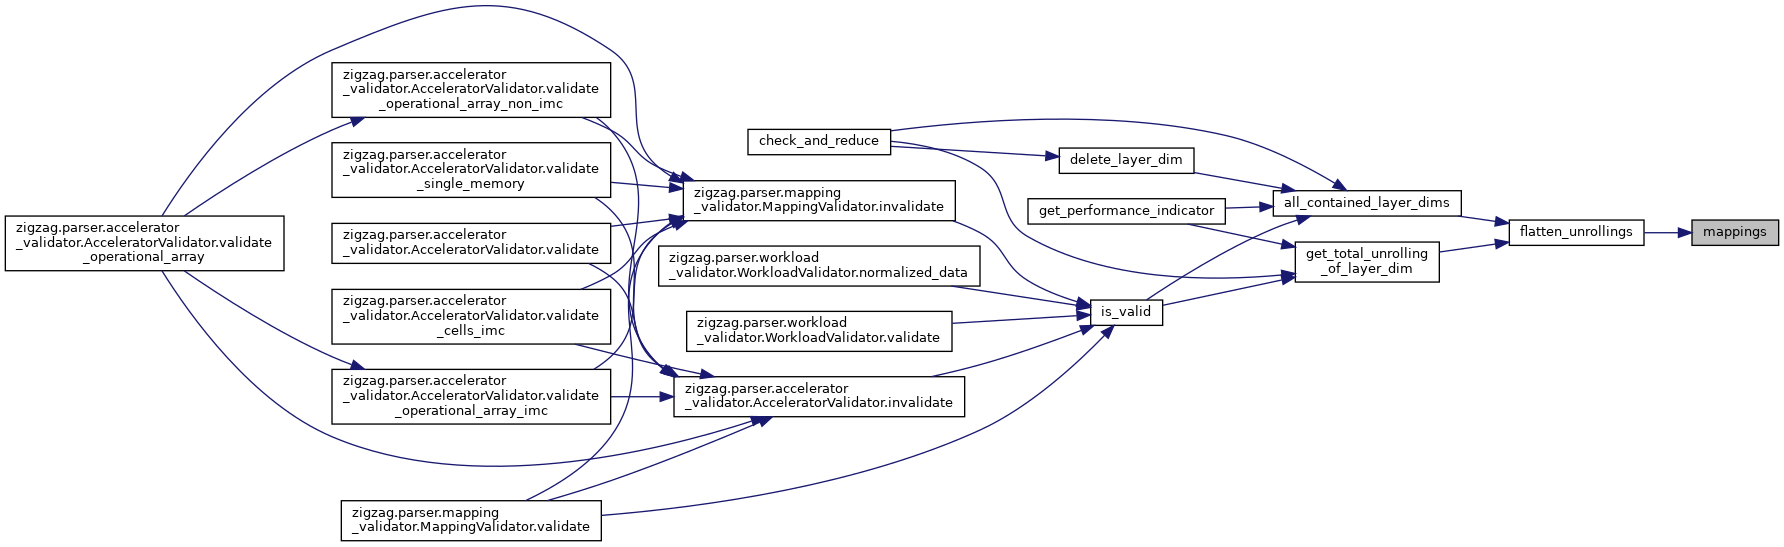 zigzag.parser.accelerator
_validator.AcceleratorValidator.validate
_operational_array
zigzag.parser.accelerator
_validator.AcceleratorValidator.validate
_operational_array_non_imc
zigzag.parser.accelerator
_validator.AcceleratorValidator.validate
_single_memory
zigzag.parser.accelerator
_validator.AcceleratorValidator.validate
zigzag.parser.accelerator
_validator.AcceleratorValidator.validate
_cells_imc
zigzag.parser.accelerator
_validator.AcceleratorValidator.validate
_operational_array_imc
zigzag.parser.mapping
_validator.MappingValidator.validate
check_and_reduce
zigzag.parser.mapping
_validator.MappingValidator.invalidate
zigzag.parser.workload
_validator.WorkloadValidator.normalized_data
zigzag.parser.workload
_validator.WorkloadValidator.validate
zigzag.parser.accelerator
_validator.AcceleratorValidator.invalidate
delete_layer_dim
get_performance_indicator
is_valid
all_contained_layer_dims
get_total_unrolling
_of_layer_dim
flatten_unrollings
mappings